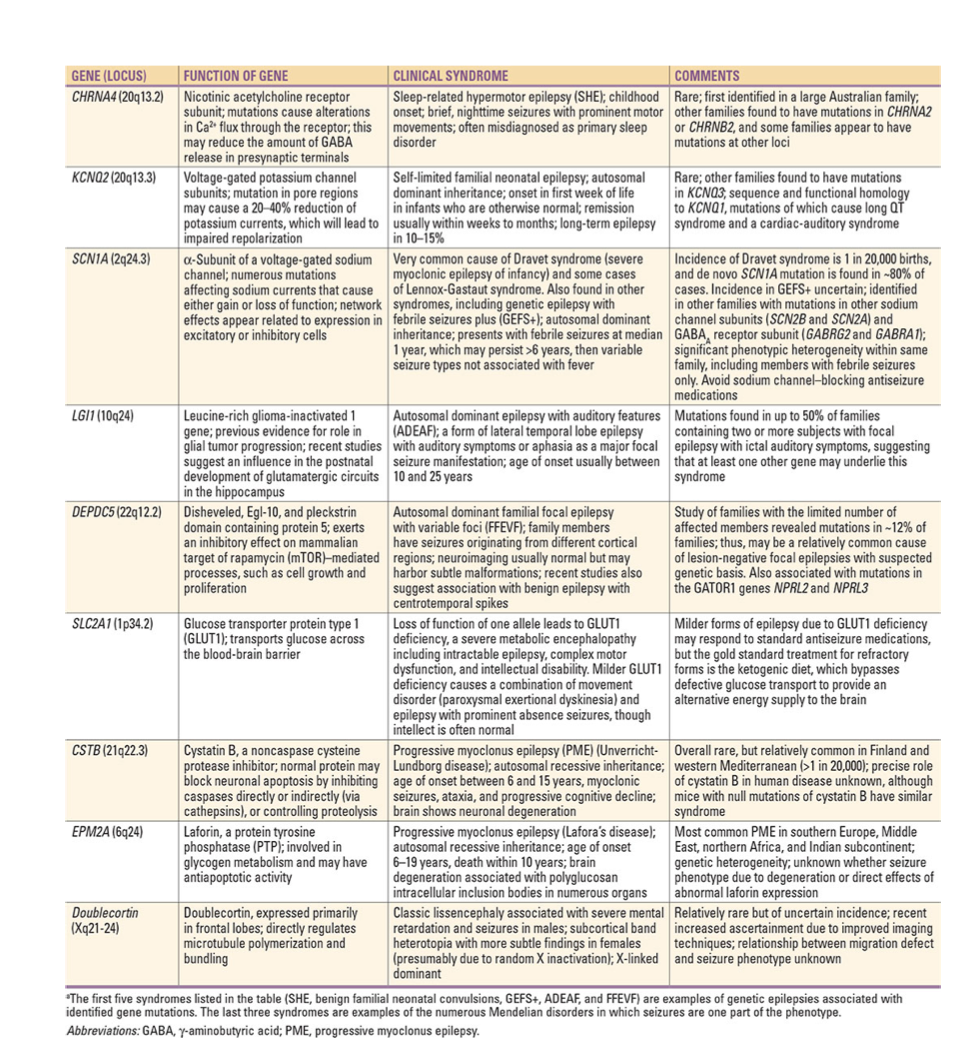 GENE (LOCUS) FUNCTION OF GENE CLINICAL SYNDROME COMMENTS
CHRNA4 (20q13.2)
Nicotinic acetylcholine receptor
subunit; mutations cause alterations
in Ca²⁺ flux through the receptor; this
may reduce the amount of GABA
release in presynaptic terminals
Sleep-related hypermotor epilepsy (SHE); childhood
onset; brief, nighttime seizures with prominent motor
movements; often misdiagnosed as primary sleep
disorder
Rare; first identified in a large Australian family;
other families found to have mutations in CHRNA2
or CHRNB2, and some families appear to have
mutations at other loci
KCNQ2 (20q13.3)
Voltage-gated potassium channel
subunits; mutation in pore regions
may cause a 20–40% reduction of
potassium currents, which will lead to
impaired repolarization
Self-limited familial neonatal epilepsy; autosomal
dominant inheritance; onset in first week of life
in infants who are otherwise normal; remission
usually within weeks to months; long-term epilepsy
in 10–15%
Rare; other families found to have mutations
in KCNQ3; sequence and functional homology
to KCNQ1, mutations of which cause long QT
syndrome and a cardiac-auditory syndrome
SCN1A (2q24.3)
α-Subunit of a voltage-gated sodium
channel; numerous mutations
affecting sodium currents that cause
either gain or loss of function; network
effects appear related to expression in
excitatory or inhibitory cells
Very common cause of Dravet syndrome (severe
myoclonic epilepsy of infancy) and some cases
of Lennox-Gastaut syndrome. Also found in other
syndromes, including genetic epilepsy with
febrile seizures plus (GEFS+); autosomal dominant
inheritance; presents with febrile seizures at median
1 year, which may persist >6 years, then variable
seizure types not associated with fever
Incidence of Dravet syndrome is 1 in 20,000 births,
and de novo SCN1A mutation is found in ~80% of
cases. Incidence in GEFS+ uncertain; identified
in other families with mutations in other sodium
channel subunits (SCN2B and SCN2A) and
GABAA receptor subunit (GABRG2 and GABRA1);
significant phenotypic heterogeneity within same
family, including members with febrile seizures
only. Avoid sodium channel–blocking antiseizure
medications
LGI1 (10q24)
Leucine-rich glioma-inactivated 1
gene; previous evidence for role in
glial tumor progression; recent studies
suggest an influence in the postnatal
development of glutamatergic circuits
in the hippocampus
Autosomal dominant epilepsy with auditory features
(ADEAF); a form of lateral temporal lobe epilepsy
with auditory symptoms or aphasia as a major focal
seizure manifestation; age of onset usually between
10 and 25 years
Mutations found in up to 50% of families
containing two or more subjects with focal
epilepsy with ictal auditory symptoms, suggesting
that at least one other gene may underlie this
syndrome
DEPDC5 (22q12.2)
Disheveled, Egl-10, and pleckstrin
domain containing protein 5; exerts
an inhibitory effect on mammalian
target of rapamycin (mTOR)–mediated
processes, such as cell growth and
proliferation
Autosomal dominant familial focal epilepsy
with variable foci (FFEVF); family members
have seizures originating from different cortical
regions; neuroimaging usually normal but may
harbor subtle malformations; recent studies also
suggest association with benign epilepsy with
centrotemporal spikes
Study of families with the limited number of
affected members revealed mutations in ~12% of
families; thus, may be a relatively common cause
of lesion-negative focal epilepsies with suspected
genetic basis. Also associated with mutations in
the GATOR1 genes NPRL2 and NPRL3
SLC2A1 (1p34.2)
Glucose transporter protein type 1
(GLUT1); transports glucose across
the blood-brain barrier
Loss of function of one allele leads to GLUT1
deficiency, a severe metabolic encephalopathy
including intractable epilepsy, complex motor
dysfunction, and intellectual disability. Milder GLUT1
deficiency causes a combination of movement
disorder (paroxysmal exertional dyskinesia) and
epilepsy with prominent absence seizures, though
intellect is often normal
Milder forms of epilepsy due to GLUT1 deficiency
may respond to standard antiseizure medications,
but the gold standard treatment for refractory
forms is the ketogenic diet, which bypasses
defective glucose transport to provide an
alternative energy supply to the brain
CSTB (21q22.3)
Cystatin B, a noncaspase cysteine
protease inhibitor; normal protein may
block neuronal apoptosis by inhibiting
caspases directly or indirectly (via
cathepsins), or controlling proteolysis
Progressive myoclonus epilepsy (PME) (Unverricht-
Lundborg disease); autosomal recessive inheritance;
age of onset between 6 and 15 years, myoclonic
seizures, ataxia, and progressive cognitive decline;
brain shows neuronal degeneration
Overall rare, but relatively common in Finland and
western Mediterranean (>1 in 20,000); precise role
of cystatin B in human disease unknown, although
mice with null mutations of cystatin B have similar
syndrome
EPM2A (6q24)
Laforin, a protein tyrosine
phosphatase (PTP); involved in
glycogen metabolism and may have
antiapoptotic activity
Progressive myoclonus epilepsy (Lafora's disease);
autosomal recessive inheritance; age of onset
6–19 years, death within 10 years; brain
degeneration associated with polyglucosan
intracellular inclusion bodies in numerous organs
Most common PME in southern Europe, Middle
East, northern Africa, and Indian subcontinent;
genetic heterogeneity; unknown whether seizure
phenotype due to degeneration or direct effects of
abnormal laforin expression
Doublecortin
(Xq21-24)
Doublecortin, expressed primarily
in frontal lobes; directly regulates
microtubule polymerization and
bundling
Classic lissencephaly associated with severe mental
retardation and seizures in males; subcortical band
heterotopia with more subtle findings in females
(presumably due to random X inactivation); X-linked
dominant
Relatively rare but of uncertain incidence; recent
increased ascertainment due to improved imaging
techniques; relationship between migration defect
and seizure phenotype unknown
ᵃThe first five syndromes listed in the table (SHE, benign familial neonatal convulsions, GEFS+, ADEAF, and FFEVF) are examples of genetic epilepsies associated with
identified gene mutations. The last three syndromes are examples of the numerous Mendelian disorders in which seizures are one part of the phenotype.
Abbreviations: GABA, γ-aminobutyric acid; PME, progressive myoclonus epilepsy.